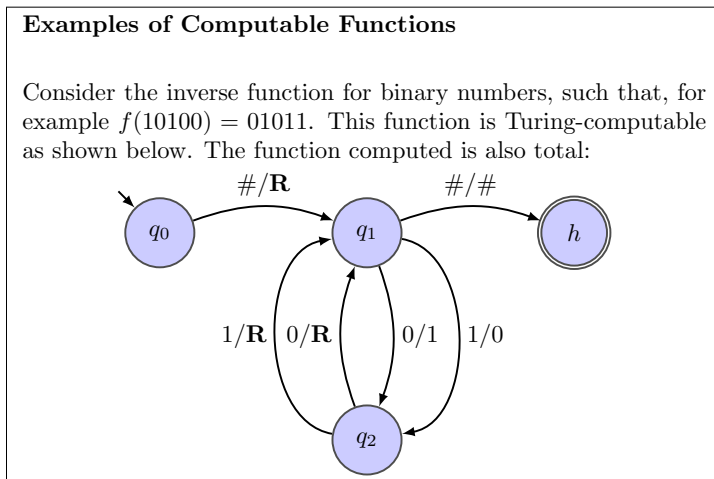 Examples of Computable Functions
Consider the inverse function for binary numbers, such that, for
example f(10100) = 01011. This function is Turing-computable
as shown below. The function computed is also total:
#/R #/#
q₀ q₁ h
1/R 0/R 0/1 1/0
q₂